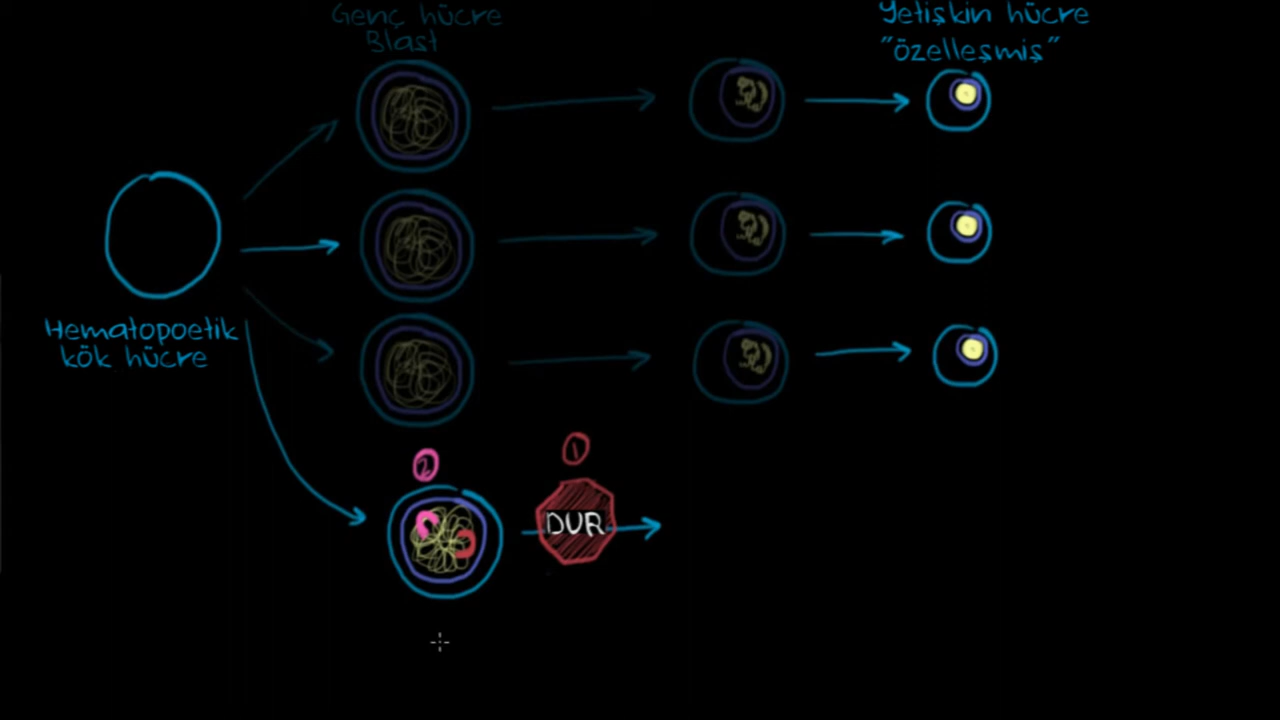 Genç hücre
Blast
Yetişkin hücre
"özelleşmiş"
Hematopoetik
kök hücre
2
1
DUR